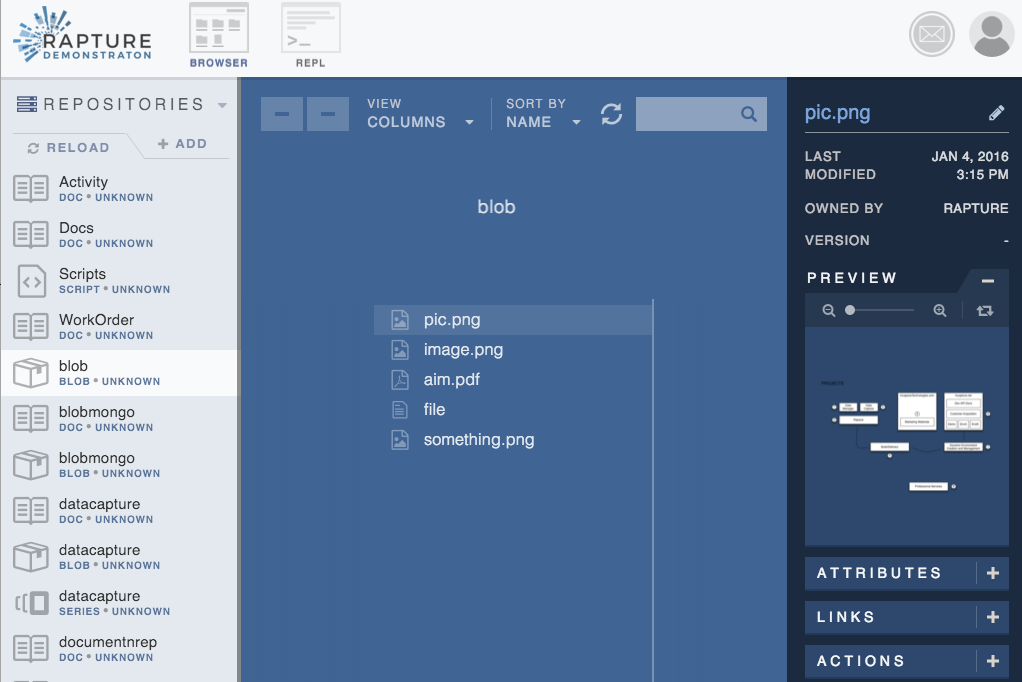 RAPTURE
DEMONSTRATON
BROWSER
>_
REPL
REPOSITORIES
RELOAD
+ ADD
Activity
DOC • UNKNOWN
Docs
DOC • UNKNOWN
Scripts
SCRIPT • UNKNOWN
WorkOrder
DOC • UNKNOWN
blob
BLOB • UNKNOWN
blobmongo
DOC • UNKNOWN
blobmongo
BLOB • UNKNOWN
datacapture
DOC • UNKNOWN
datacapture
BLOB • UNKNOWN
datacapture
SERIES • UNKNOWN
documentnrep
DOC • UNKNOWN
VIEW
COLUMNS
SORT BY
NAME
blob
pic.png
image.png
aim.pdf
file
something.png
pic.png
LAST MODIFIED
JAN 4, 2016 3:15 PM
OWNED BY
RAPTURE
VERSION
-
PREVIEW
PROJECTS
ATTRIBUTES +
LINKS +
ACTIONS +